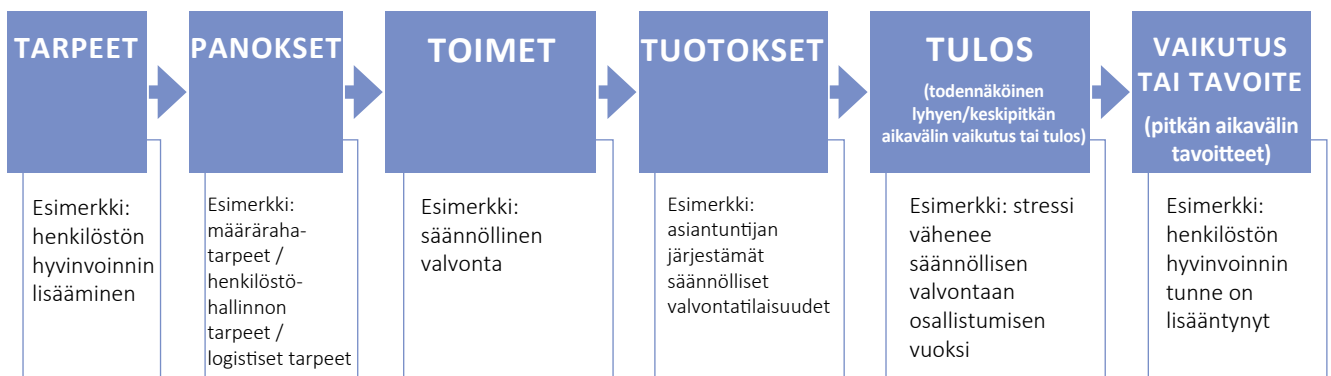 TARPEET
Esimerkki:
henkilöstön
hyvinvoinnin
lisääminen
PANOKSET
Esimerkki:
määräraha-
tarpeet /
henkilöstö-
hallinnon
tarpeet /
logistiset tarpeet
TOIMET
Esimerkki:
säännöllinen
valvonta
TUOTOKSET
Esimerkki:
asiantuntijan
järjestämät
säännölliset
valvontatilaisuudet
TULOS
(todennäköinen
lyhyen/keskipitkän
aikavälin vaikutus tai tulos)
Esimerkki: stressi
vähenee
säännöllisen
valvontaan
osallistumisen
vuoksi
VAIKUTUS
TAI TAVOITE
(pitkän aikavälin
tavoitteet)
Esimerkki:
henkilöstön
hyvinvoinnin
tunne on
lisääntynyt